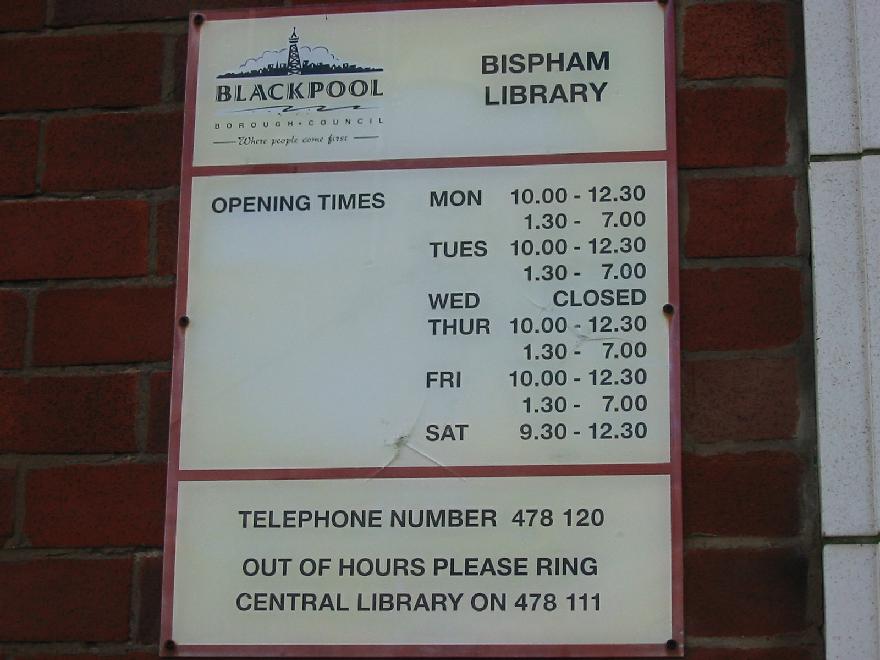 BLACKPOOL
BOROUGH • COUNCIL
Where people come first
BISPHAM
LIBRARY
OPENING TIMES
MON 10.00 - 12.30
1.30 - 7.00
TUES 10.00 - 12.30
1.30 - 7.00
WED CLOSED
THUR 10.00 - 12.30
1.30 - 7.00
FRI 10.00 - 12.30
1.30 - 7.00
SAT 9.30 - 12.30
TELEPHONE NUMBER 478 120
OUT OF HOURS PLEASE RING
CENTRAL LIBRARY ON 478 111